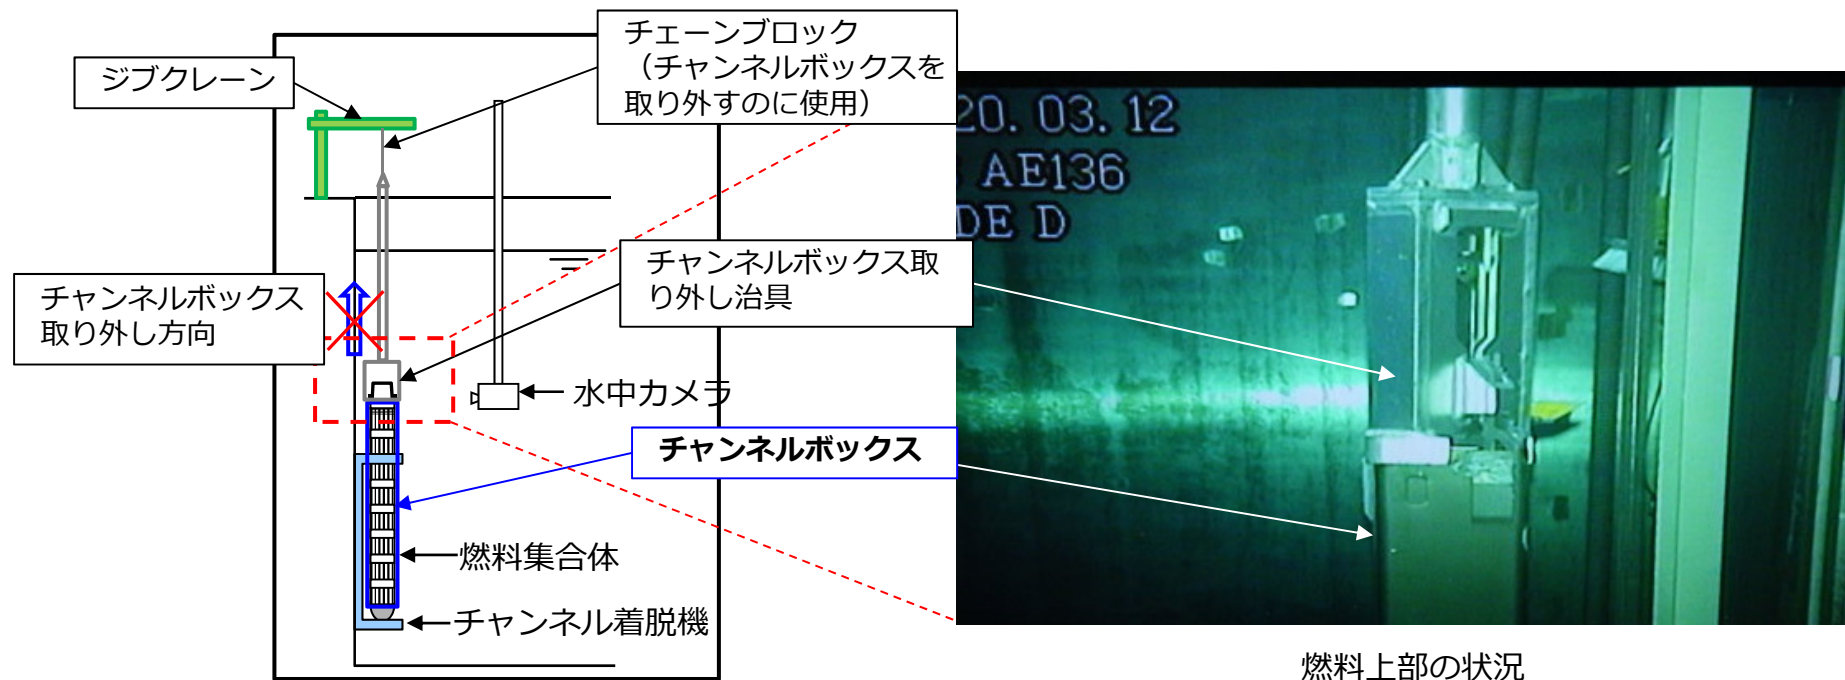 ジブクレーン
チェーンブロック
（チャンネルボックスを
取り外すのに使用）
チャンネルボックス
取り外し方向
チャンネルボックス取
り外し治具
水中カメラ
チャンネルボックス
燃料集合体
チャンネル着脱機
20. 03. 12
AE136
DE D
燃料上部の状況